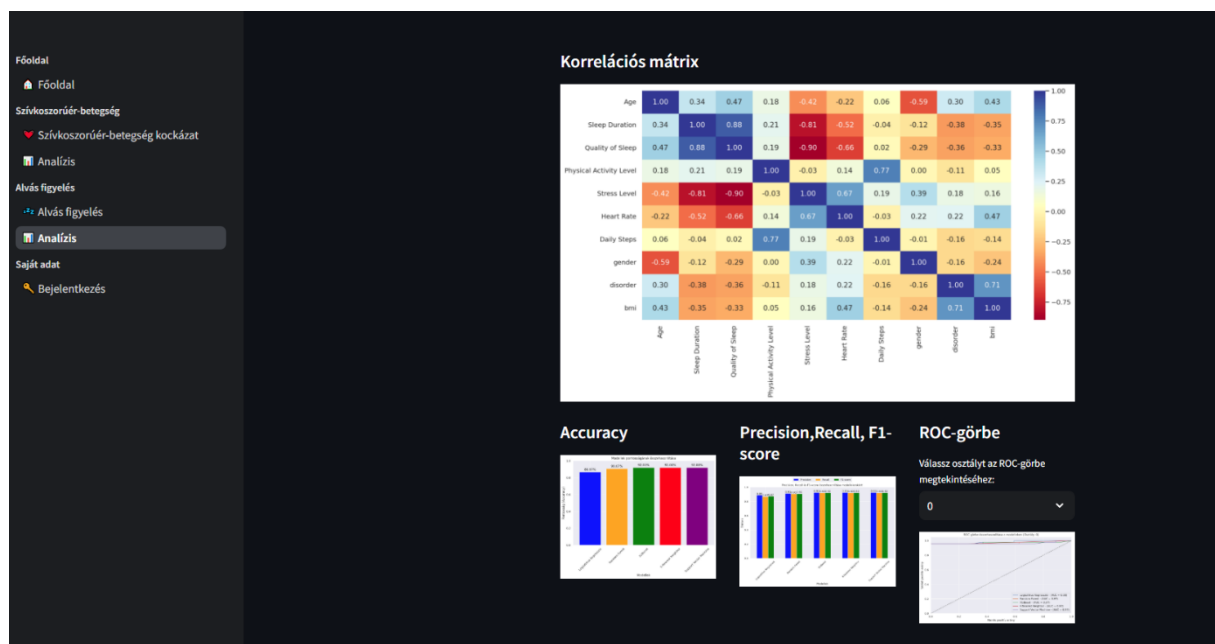 Főoldal
Főoldal
Szívkoszorúér-betegség
Szívkoszorúér-betegség kockázat
Analízis
Alvás figyelés
Alvás figyelés
Analízis
Saját adat
Bejelentkezés
Korrelációs mátrix
Age 1.00 0.34 0.47 0.18 -0.42 -0.22 0.06 -0.59 0.30 0.43
Sleep Duration 0.34 1.00 0.88 0.21 -0.81 -0.52 -0.04 -0.12 -0.38 -0.35
Quality of Sleep 0.47 0.88 1.00 0.19 -0.90 -0.66 0.02 -0.29 -0.36 -0.33
Physical Activity Level 0.18 0.21 0.19 1.00 -0.03 0.14 0.77 0.00 -0.11 0.05
Stress Level -0.42 -0.81 -0.90 -0.03 1.00 0.67 0.19 0.39 0.18 0.16
Heart Rate -0.22 -0.52 -0.66 0.14 0.67 1.00 -0.03 0.22 0.22 0.47
Daily Steps 0.06 -0.04 0.02 0.77 0.19 -0.03 1.00 -0.01 -0.16 -0.14
gender -0.59 -0.12 -0.29 0.00 0.39 0.22 -0.01 1.00 -0.16 -0.24
disorder 0.30 -0.38 -0.36 -0.11 0.18 0.22 -0.16 -0.16 1.00 0.71
bmi 0.43 -0.35 -0.33 0.05 0.16 0.47 -0.14 -0.24 0.71 1.00
Age Sleep Duration Quality of Sleep Physical Activity Level Stress Level Heart Rate Daily Steps gender disorder bmi
1.00
0.75
0.50
0.25
0.00
-0.25
-0.50
-0.75
Accuracy
Precision,Recall, F1-
score
ROC-görbe
Válassz osztályt az ROC-görbe
megtekintéséhez:
0